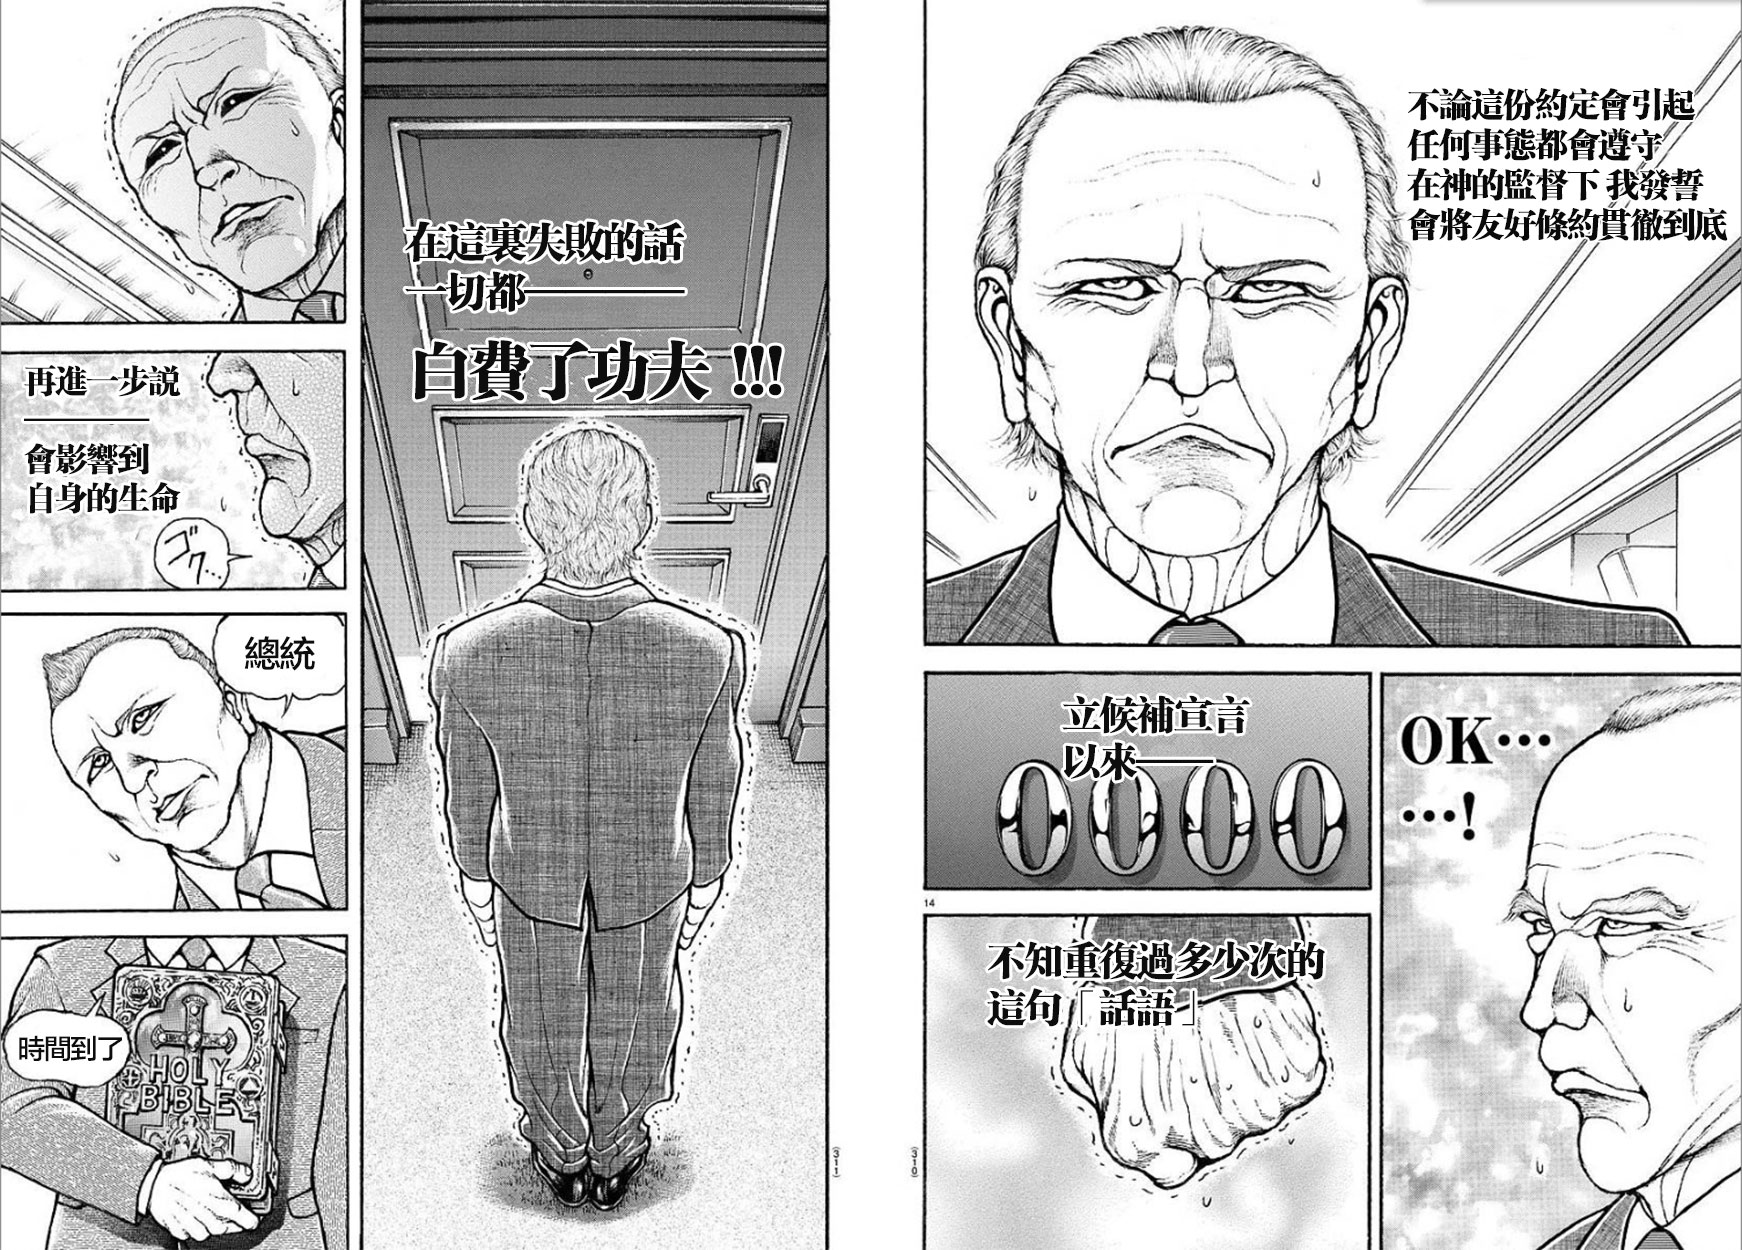 不論這份約定會引起
任何事態都會遵守
在神的監督下 我發誓
會將友好條約貫徹到底
OK…
…!
立候補宣言
以來——
0000
14
不知重復過多少次的
這句「話語」
(310)
在這裏失敗的話
一切都————
白費了功夫!!!
(311)
再進一步説
————
會影響到
自身的生命
ゴク…
總統
時間到了
HOLY
BIBLE